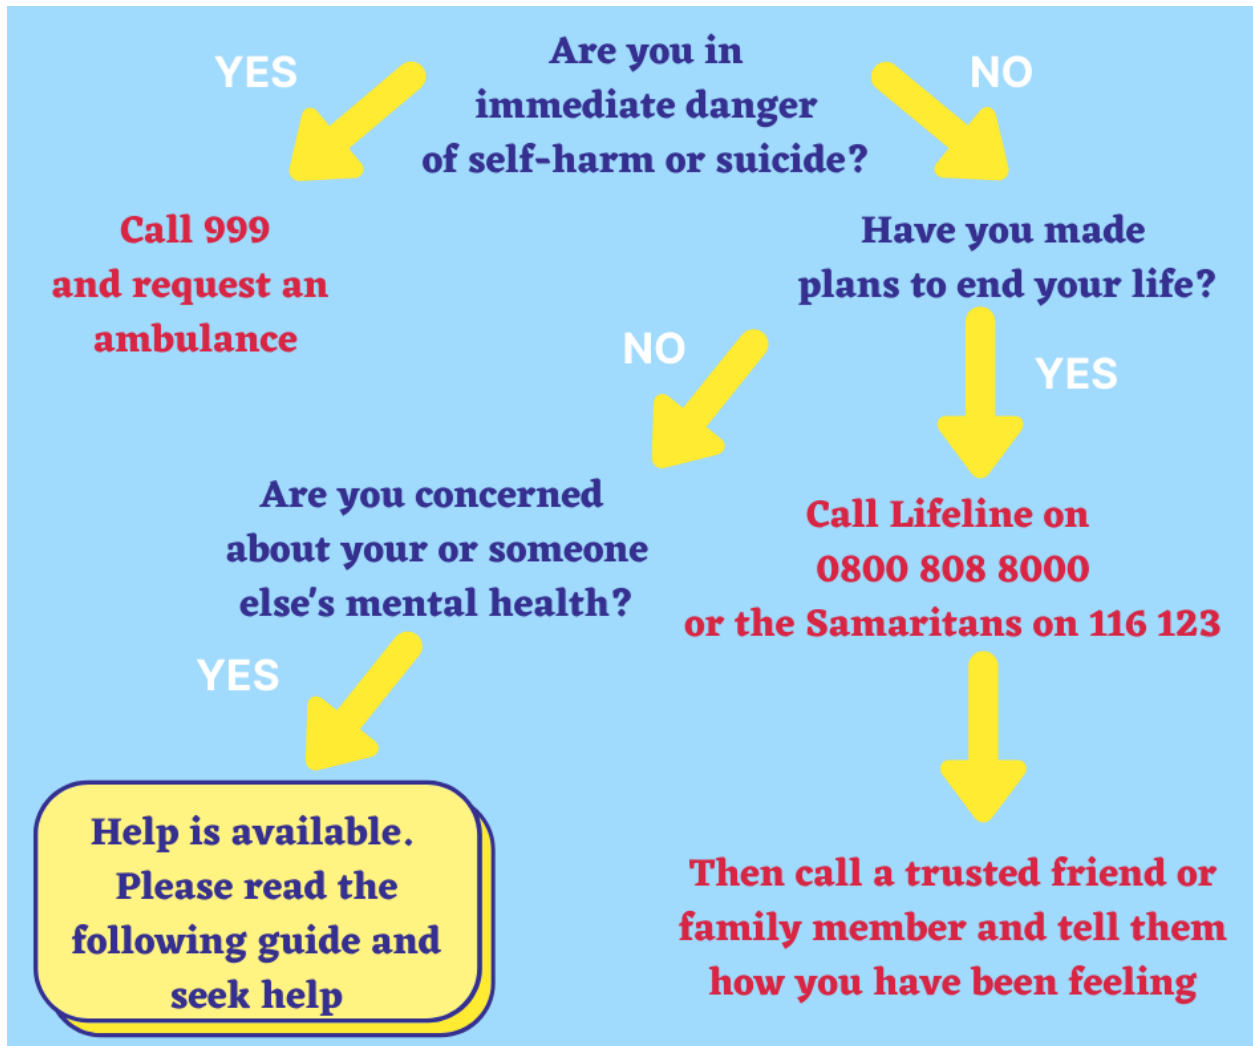 YES
Are you in
immediate danger
of self-harm or suicide?
NO
Call 999
and request an
ambulance
Have you made
plans to end your life?
NO
YES
Are you concerned
about your or someone
else's mental health?
Call Lifeline on
0800 808 8000
or the Samaritans on 116 123
YES
Help is available.
Please read the
following guide and
seek help
Then call a trusted friend or
family member and tell them
how you have been feeling